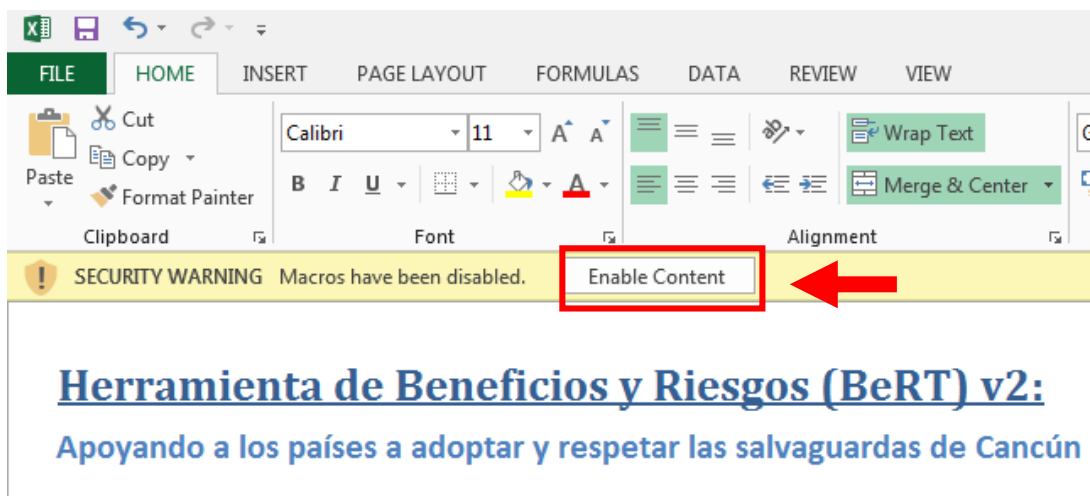 FILE HOME INSERT PAGE LAYOUT FORMULAS DATA REVIEW VIEW
Cut
Copy
Paste
Format Painter
Calibri 11 A A
B I U A
Wrap Text
Merge & Center
Clipboard Font Alignment
SECURITY WARNING Macros have been disabled. Enable Content
Herramienta de Beneficios y Riesgos (BeRT) v2:
Apoyando a los países a adoptar y respetar las salvaguardas de Cancún